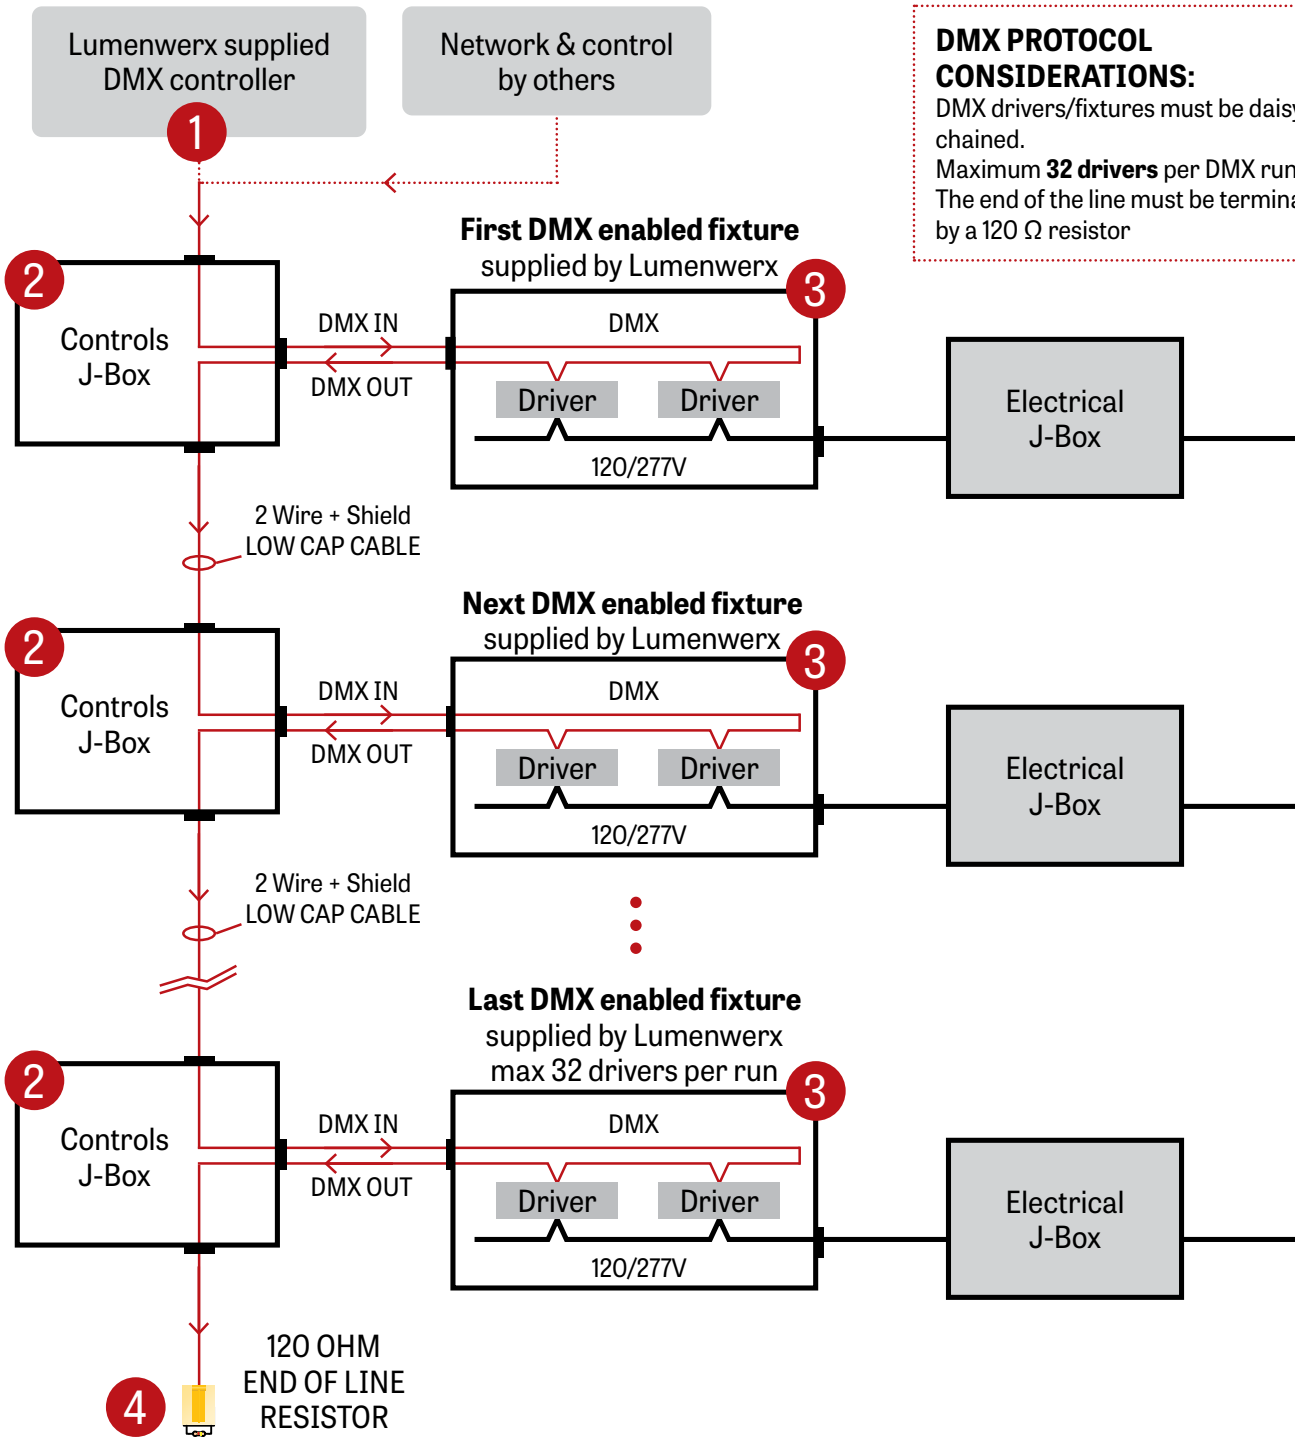 Lumenwerx supplied
DMX controller
1
Network & control
by others
DMX PROTOCOL
CONSIDERATIONS:
DMX drivers/fixtures must be daisy
chained.
Maximum 32 drivers per DMX run
The end of the line must be termina
by a 120 Ω resistor
2
Controls
J-Box
DMX IN
DMX OUT
First DMX enabled fixture
supplied by Lumenwerx
3
DMX
Driver
Driver
120/277V
Electrical
J-Box
2 Wire + Shield
LOW CAP CABLE
2
Controls
J-Box
DMX IN
DMX OUT
Next DMX enabled fixture
supplied by Lumenwerx
3
DMX
Driver
Driver
120/277V
Electrical
J-Box
2 Wire + Shield
LOW CAP CABLE
2
Controls
J-Box
DMX IN
DMX OUT
Last DMX enabled fixture
supplied by Lumenwerx
max 32 drivers per run
3
DMX
Driver
Driver
120/277V
Electrical
J-Box
4
120 OHM
END OF LINE
RESISTOR